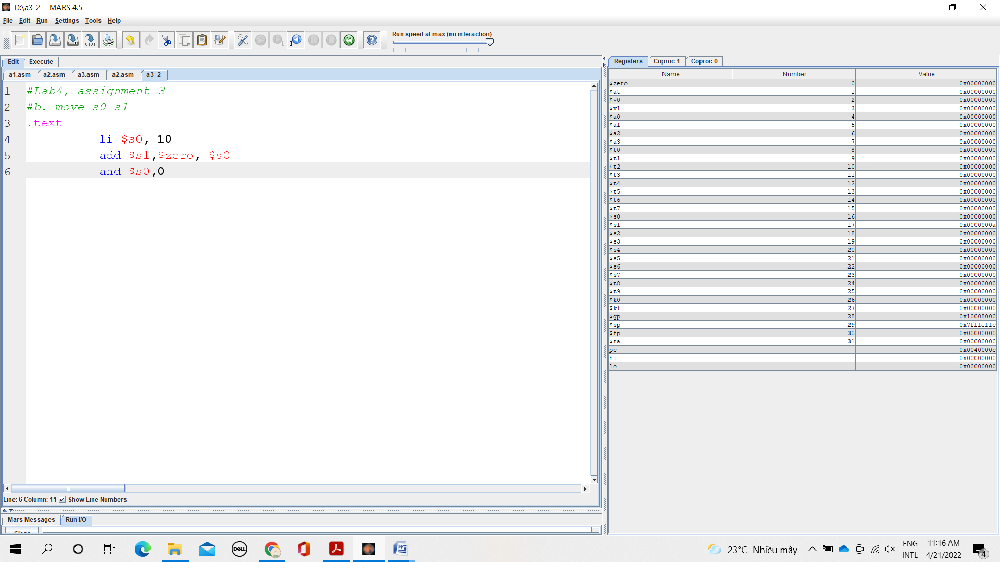 D:\a3_2 - MARS 4.5
File Edit Run Settings Tools Help
Run speed at max (no interaction)
Edit Execute
a1.asm a2.asm a3.asm a2.asm a3_2
1 #Lab4, assignment 3
2 #b. move s0 s1
3 .text
4 li $s0, 10
5 add $s1,$zero, $s0
6 and $s0,0
Line: 6 Column: 11 Show Line Numbers
Mars Messages Run I/O
Clear
Registers Coproc 1 Coproc 0
Name Number Value
$zero 0 0x00000000
$at 1 0x00000000
$v0 2 0x00000000
$v1 3 0x00000000
$a0 4 0x00000000
$a1 5 0x00000000
$a2 6 0x00000000
$a3 7 0x00000000
$t0 8 0x00000000
$t1 9 0x00000000
$t2 10 0x00000000
$t3 11 0x00000000
$t4 12 0x00000000
$t5 13 0x00000000
$t6 14 0x00000000
$t7 15 0x00000000
$s0 16 0x00000000
$s1 17 0x0000000a
$s2 18 0x00000000
$s3 19 0x00000000
$s4 20 0x00000000
$s5 21 0x00000000
$s6 22 0x00000000
$s7 23 0x00000000
$t8 24 0x00000000
$t9 25 0x00000000
$k0 26 0x00000000
$k1 27 0x00000000
$gp 28 0x10008000
$sp 29 0x7fffeffc
$fp 30 0x00000000
$ra 31 0x00000000
pc 0x0040000c
hi 0x00000000
lo 0x00000000
DELL
23°C Nhiều mây
ENG
INTL
11:16 AM
4/21/2022
4